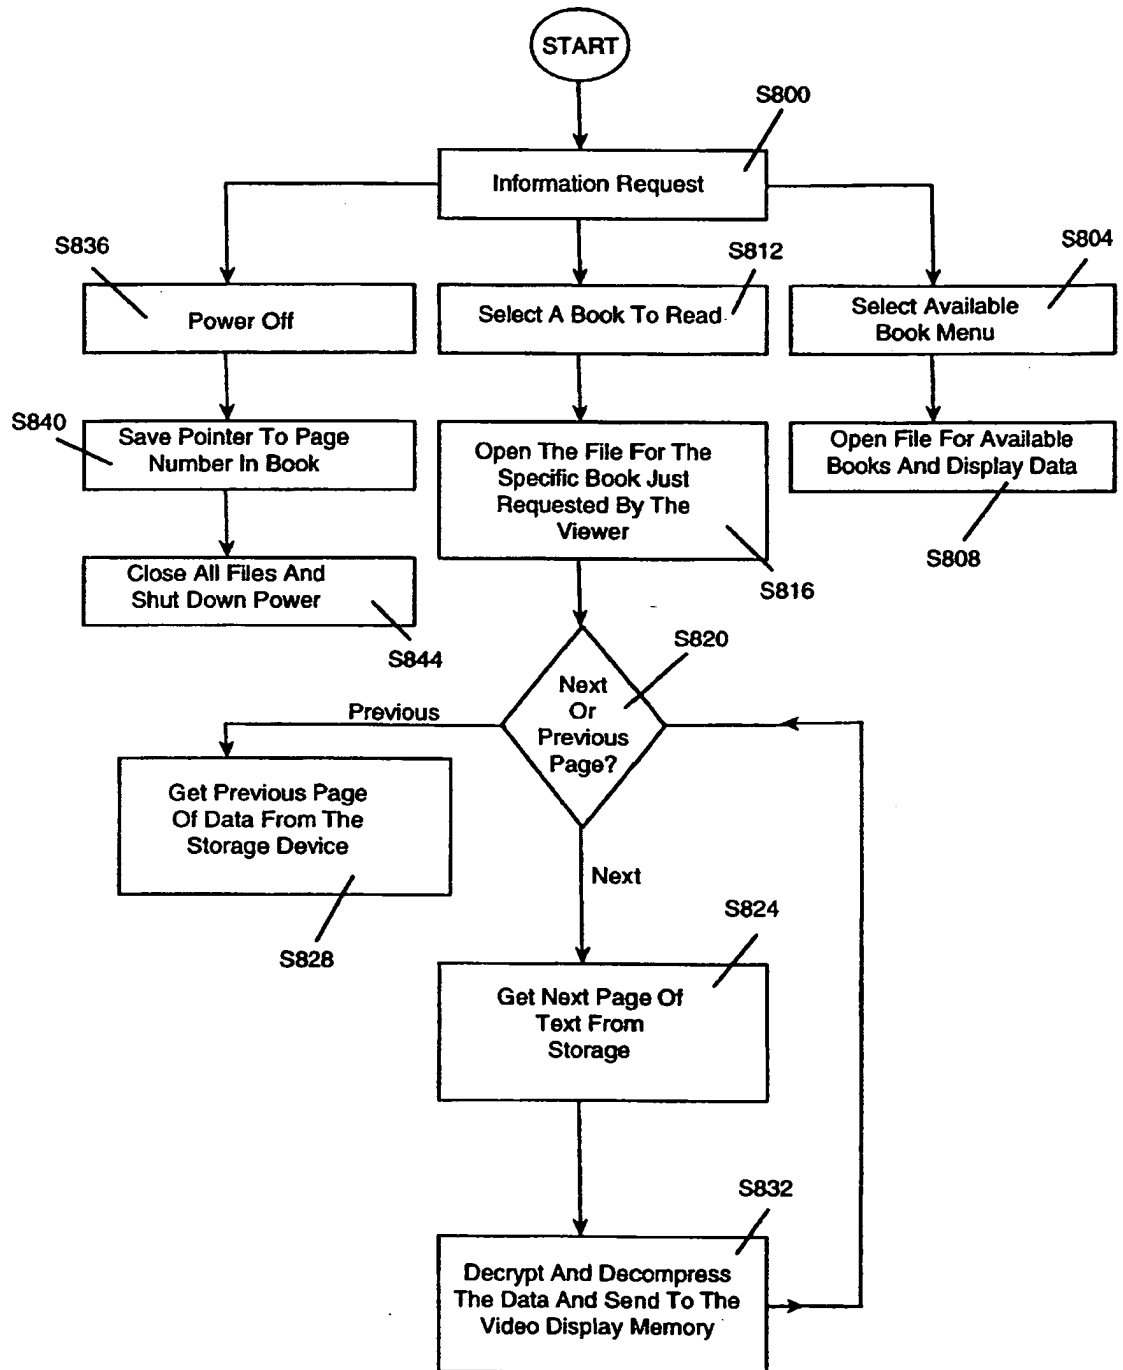 START
S800
Information Request
S836
S812
S804
Power Off
Select A Book To Read
Select Available
Book Menu
S840
Save Pointer To Page
Number In Book
Open The File For The
Specific Book Just
Requested By The
Viewer
Open File For Available
Books And Display Data
S808
Close All Files And
Shut Down Power
S816
S844
S820
Next
Or
Previous
Page?
Previous
Get Previous Page
Of Data From The
Storage Device
Next
S828
S824
Get Next Page Of
Text From
Storage
S832
Decrypt And Decompress
The Data And Send To The
Video Display Memory